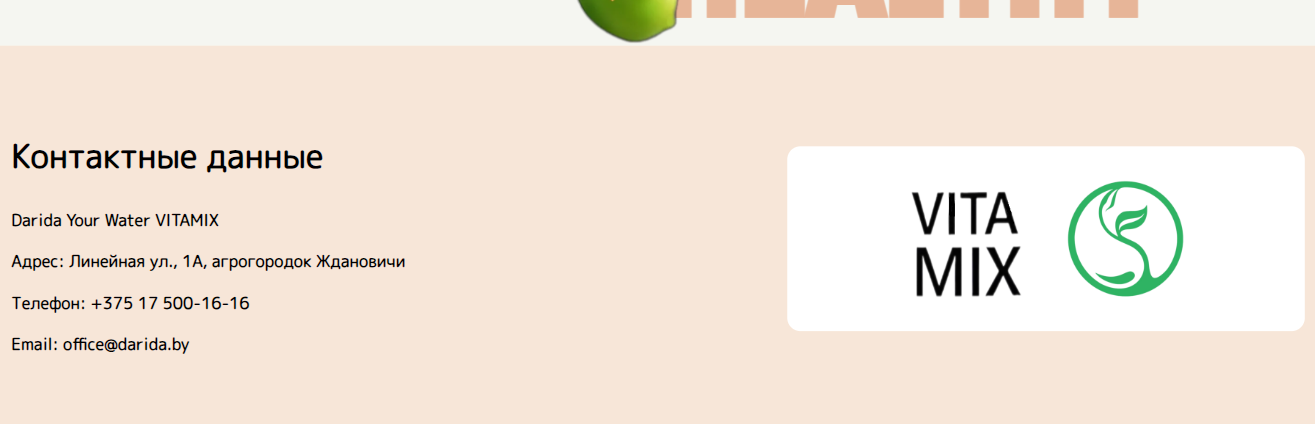 Контактные данные
Darida Your Water VITAMIX
Адрес: Линейная ул., 1А, агрогородок Ждановичи
Телефон: +375 17 500-16-16
Email: office@darida.by
VITA
MIX